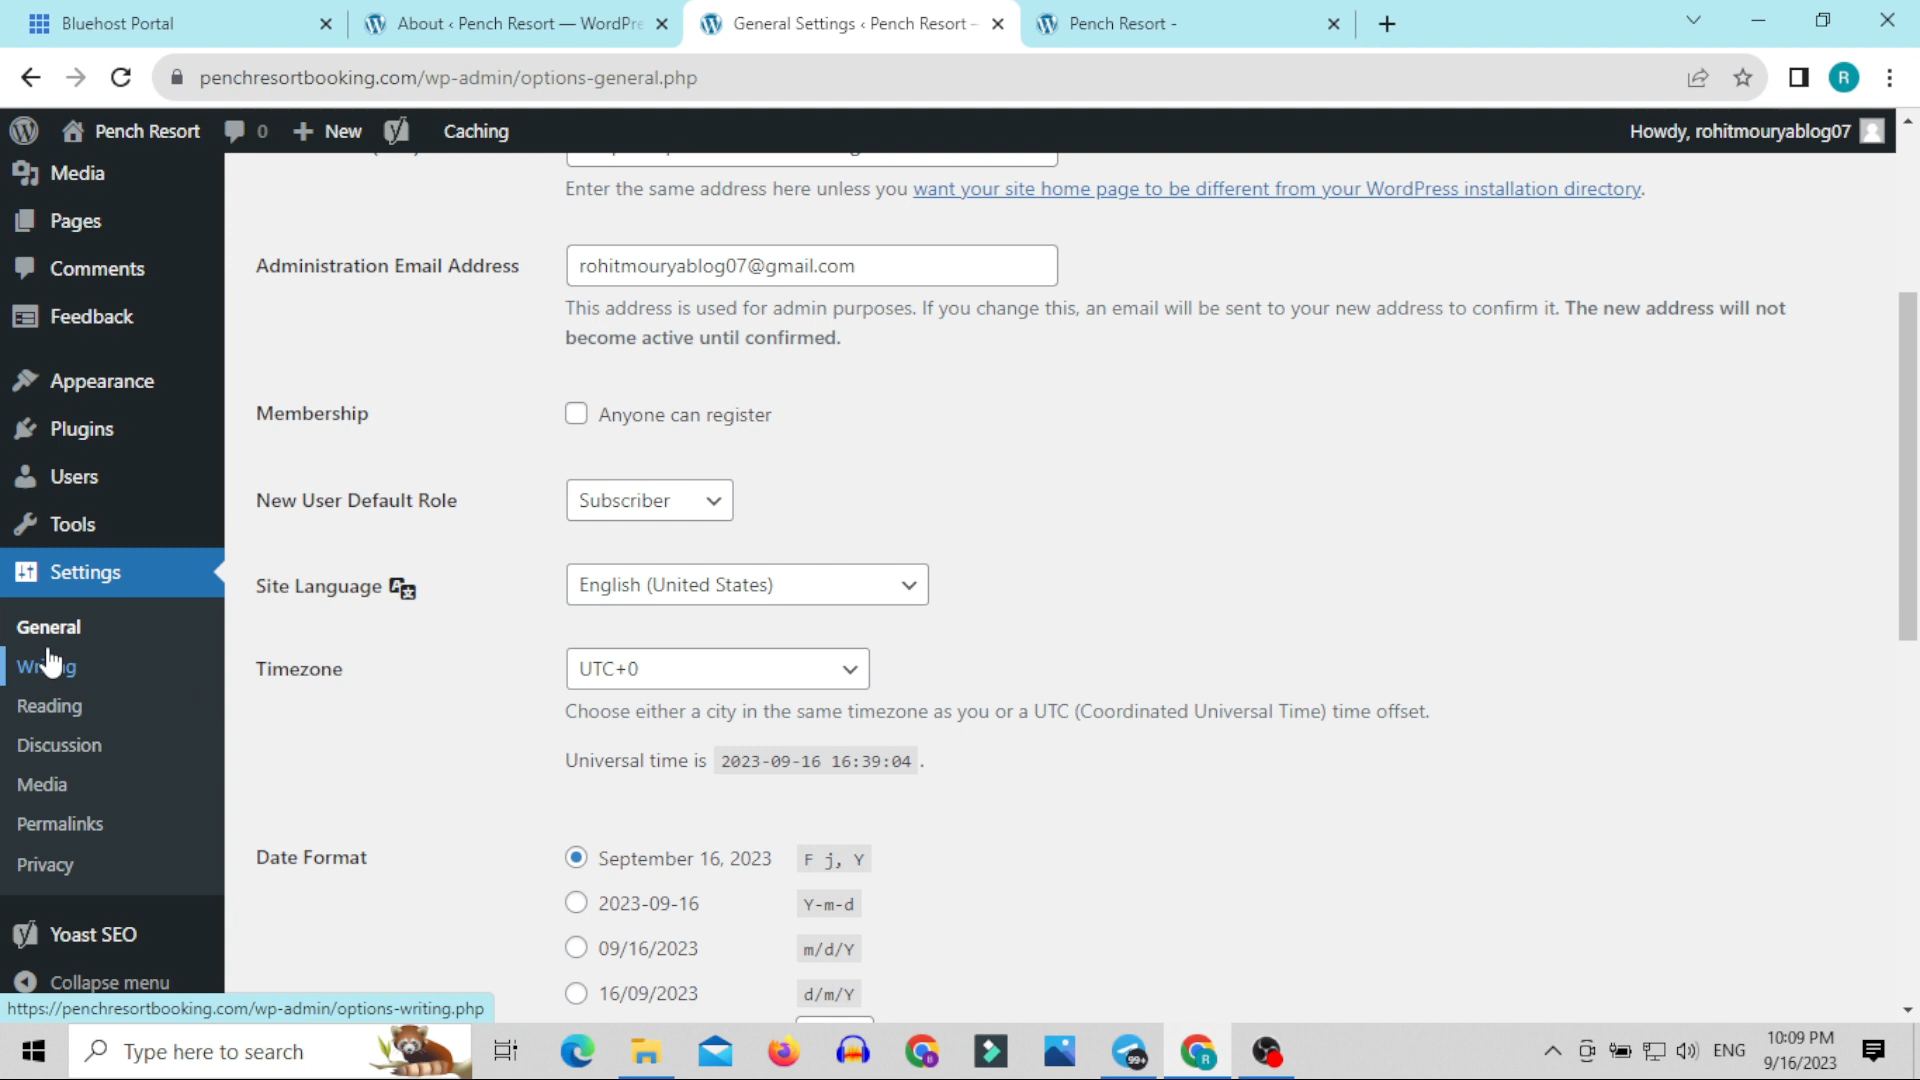 Bluehost Portal
About ‹ Pench Resort — WordPre
General Settings ‹ Pench Resort -
Pench Resort -
penchresortbooking.com/wp-admin/options-general.php
R
Pench Resort
0
New
Caching
Howdy, rohitmouryablog07
Media
Pages
Comments
Feedback
Appearance
Plugins
Users
Tools
Settings
General
Reading
Discussion
Media
Permalinks
Privacy
Yoast SEO
Collapse menu
https://penchresortbooking.com/wp-admin/options-writing.php
Enter the same address here unless you want your site home page to be different from your WordPress installation directory.
Administration Email Address
rohitmouryablog07@gmail.com
This address is used for admin purposes. If you change this, an email will be sent to your new address to confirm it. The new address will not
become active until confirmed.
Membership
Anyone can register
New User Default Role
Subscriber
Site Language
English (United States)
Timezone
UTC+0
Choose either a city in the same timezone as you or a UTC (Coordinated Universal Time) time offset.
Universal time is 2023-09-16 16:39:04 .
Date Format
September 16, 2023 F j, Y
2023-09-16 Y-m-d
09/16/2023 m/d/Y
16/09/2023 d/m/Y
Type here to search
99+
ENG
10:09 PM
9/16/2023